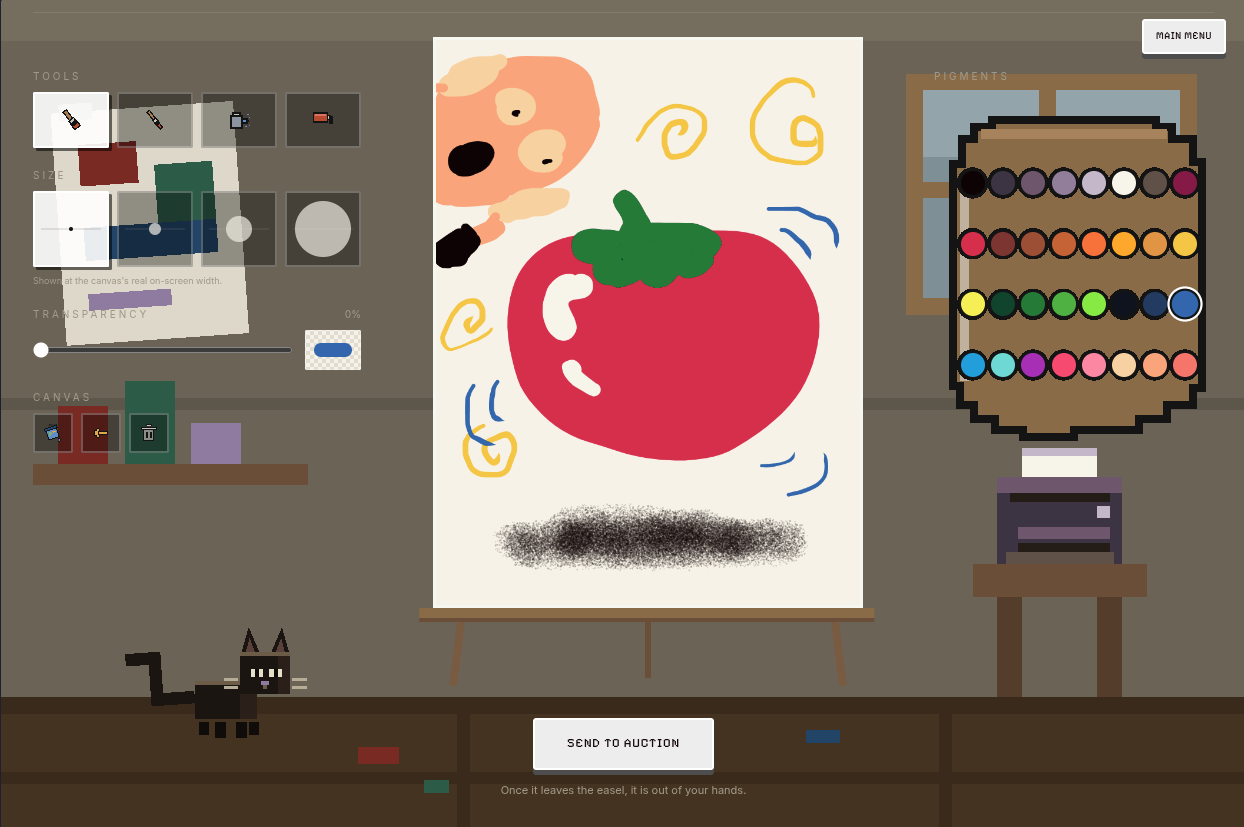 MAIN MENU
TOOLS
PIGMENTS
SIZE
Shown at the canvas's real on-screen width.
TRANSPARENCY
0%
CANVAS
SEND TO AUCTION
Once it leaves the easel, it is out of your hands.